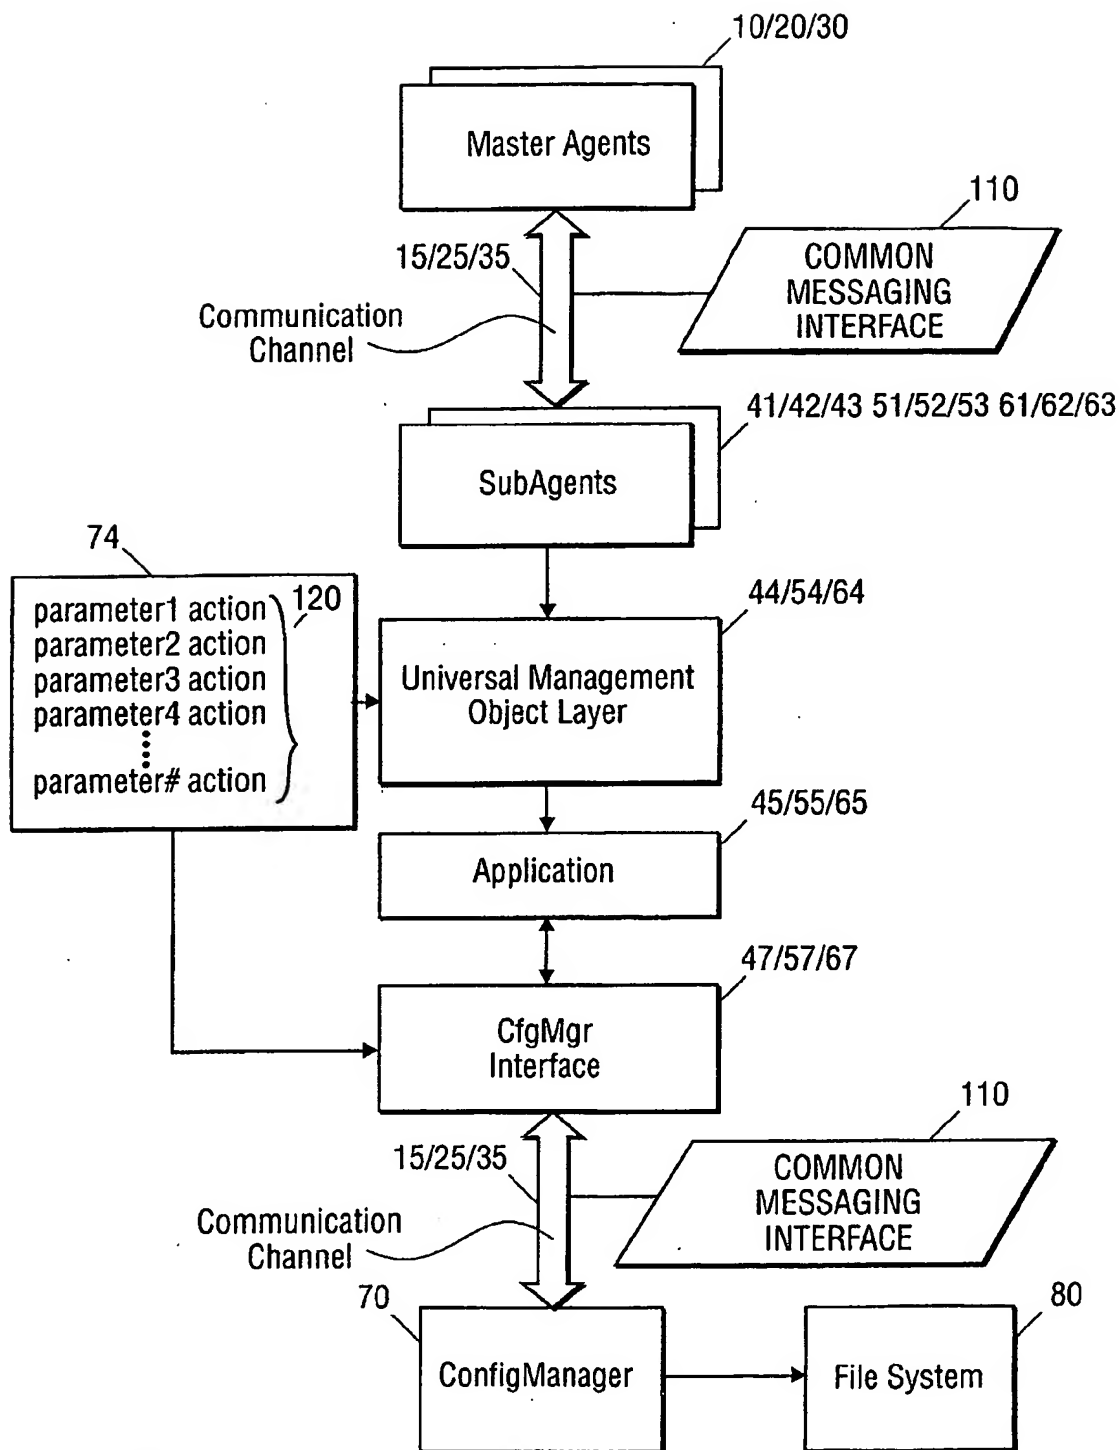 10/20/30
Master Agents
110
15/25/35
COMMON
MESSAGING
INTERFACE
Communication
Channel
41/42/43 51/52/53 61/62/63
SubAgents
74
120
parameter1 action
parameter2 action
parameter3 action
parameter4 action
parameter# action
44/54/64
Universal Management
Object Layer
45/55/65
Application
47/57/67
CfgMgr
Interface
110
15/25/35
COMMON
MESSAGING
INTERFACE
Communication
Channel
70
ConfigManager
80
File System